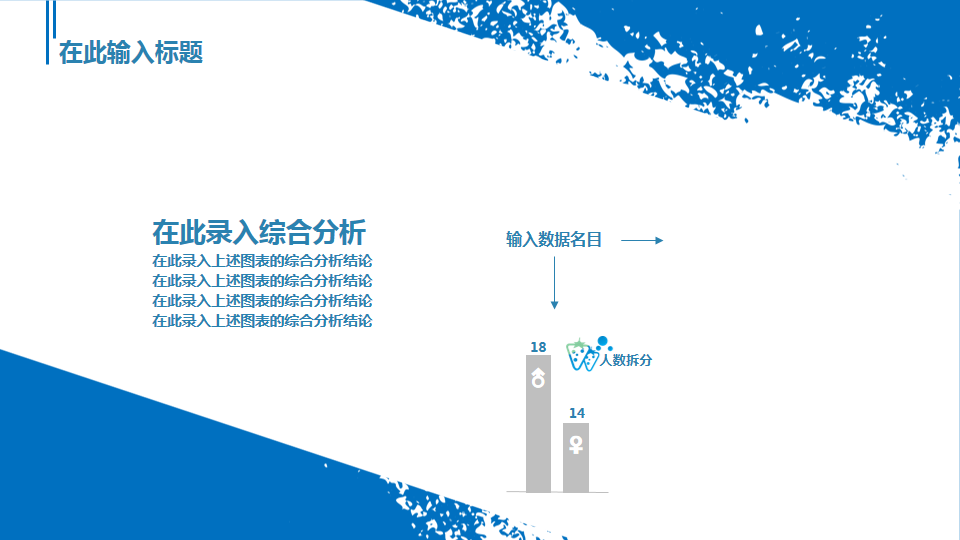 在此输入标题
在此录入综合分析
在此录入上述图表的综合分析结论
在此录入上述图表的综合分析结论
在此录入上述图表的综合分析结论
在此录入上述图表的综合分析结论
输入数据名目
18
人数拆分
14